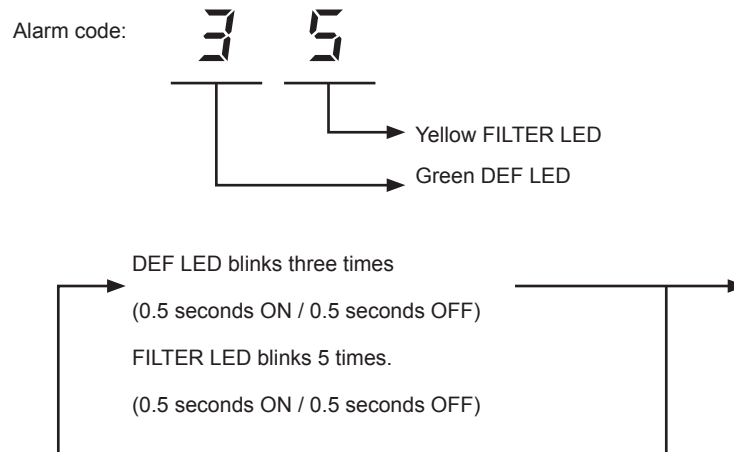 Alarm code: 3 5
Yellow FILTER LED
Green DEF LED
DEF LED blinks three times
(0.5 seconds ON / 0.5 seconds OFF)
FILTER LED blinks 5 times.
(0.5 seconds ON / 0.5 seconds OFF)